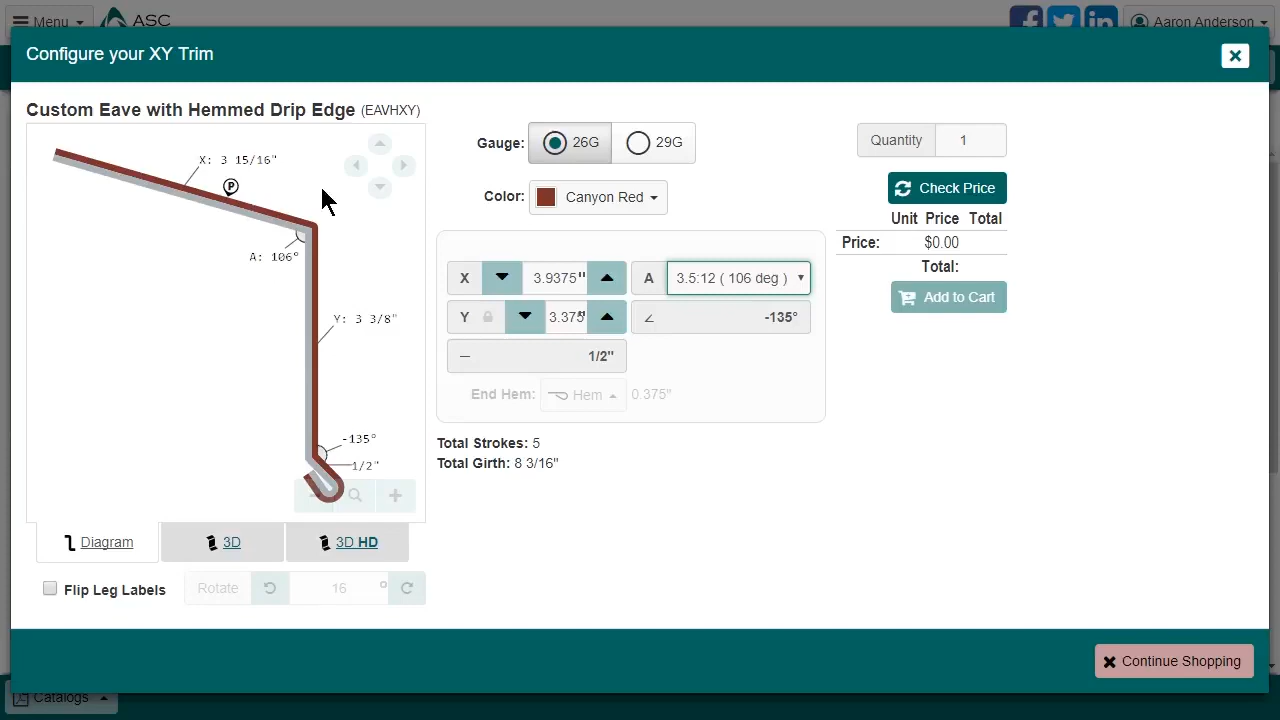 Menu
ASC
Aaron Anderson
Configure your XY Trim
Custom Eave with Hemmed Drip Edge (EAVHXY)
X: 3 15/16"
P
A: 106°
Y: 3 3/8"
-135°
1/2"
Diagram
3D
3D HD
Flip Leg Labels
Rotate
16
°
Gauge:
26G
29G
Color:
Canyon Red
X
3.9375"
A
3.5:12 ( 106 deg )
Y
3.375"
∠
-135°
1/2"
End Hem:
Hem
0.375"
Total Strokes: 5
Total Girth: 8 3/16"
Quantity
1
Check Price
Unit Price Total
Price: $0.00
Total:
Add to Cart
Continue Shopping
Catalogs